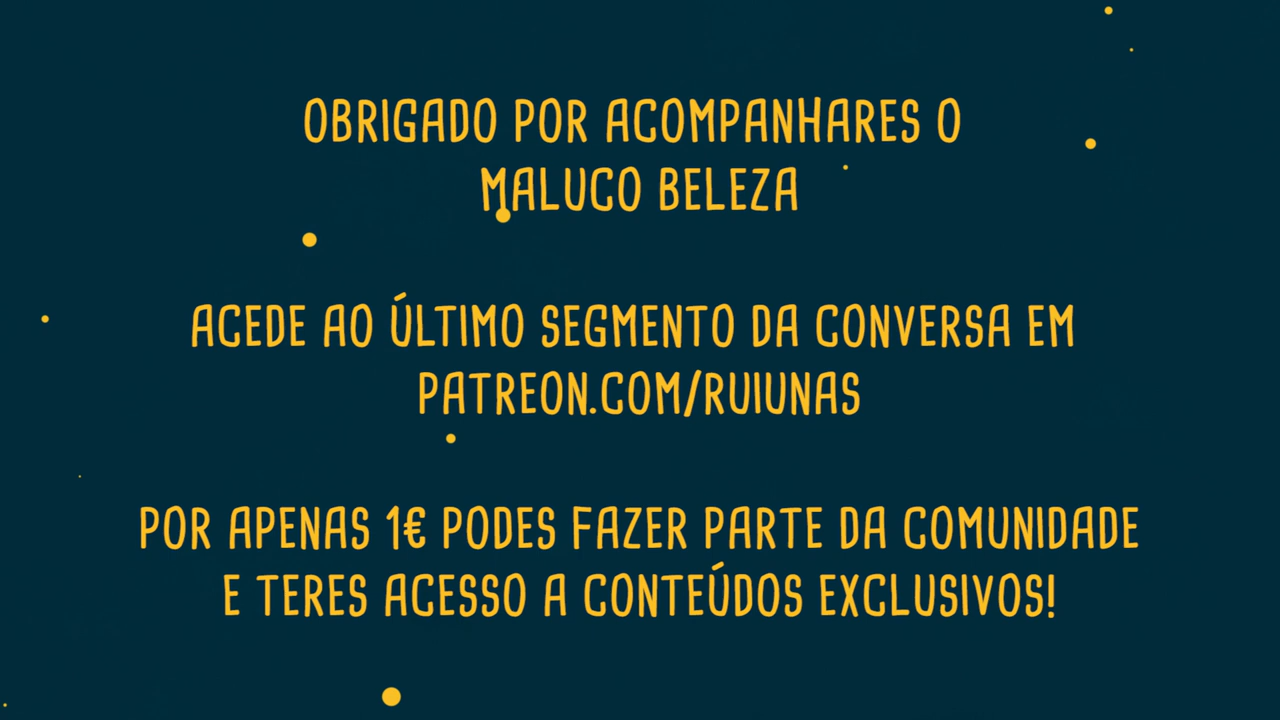 OBRIGADO POR ACOMPANHARES O
MALUCO BELEZA
ACEDE AO ÚLTIMO SEGMENTO DA CONVERSA EM
PATREON.COM/RUIUNAS
POR APENAS 1€ PODES FAZER PARTE DA COMUNIDADE
E TERES ACESSO A CONTEÚDOS EXCLUSIVOS!